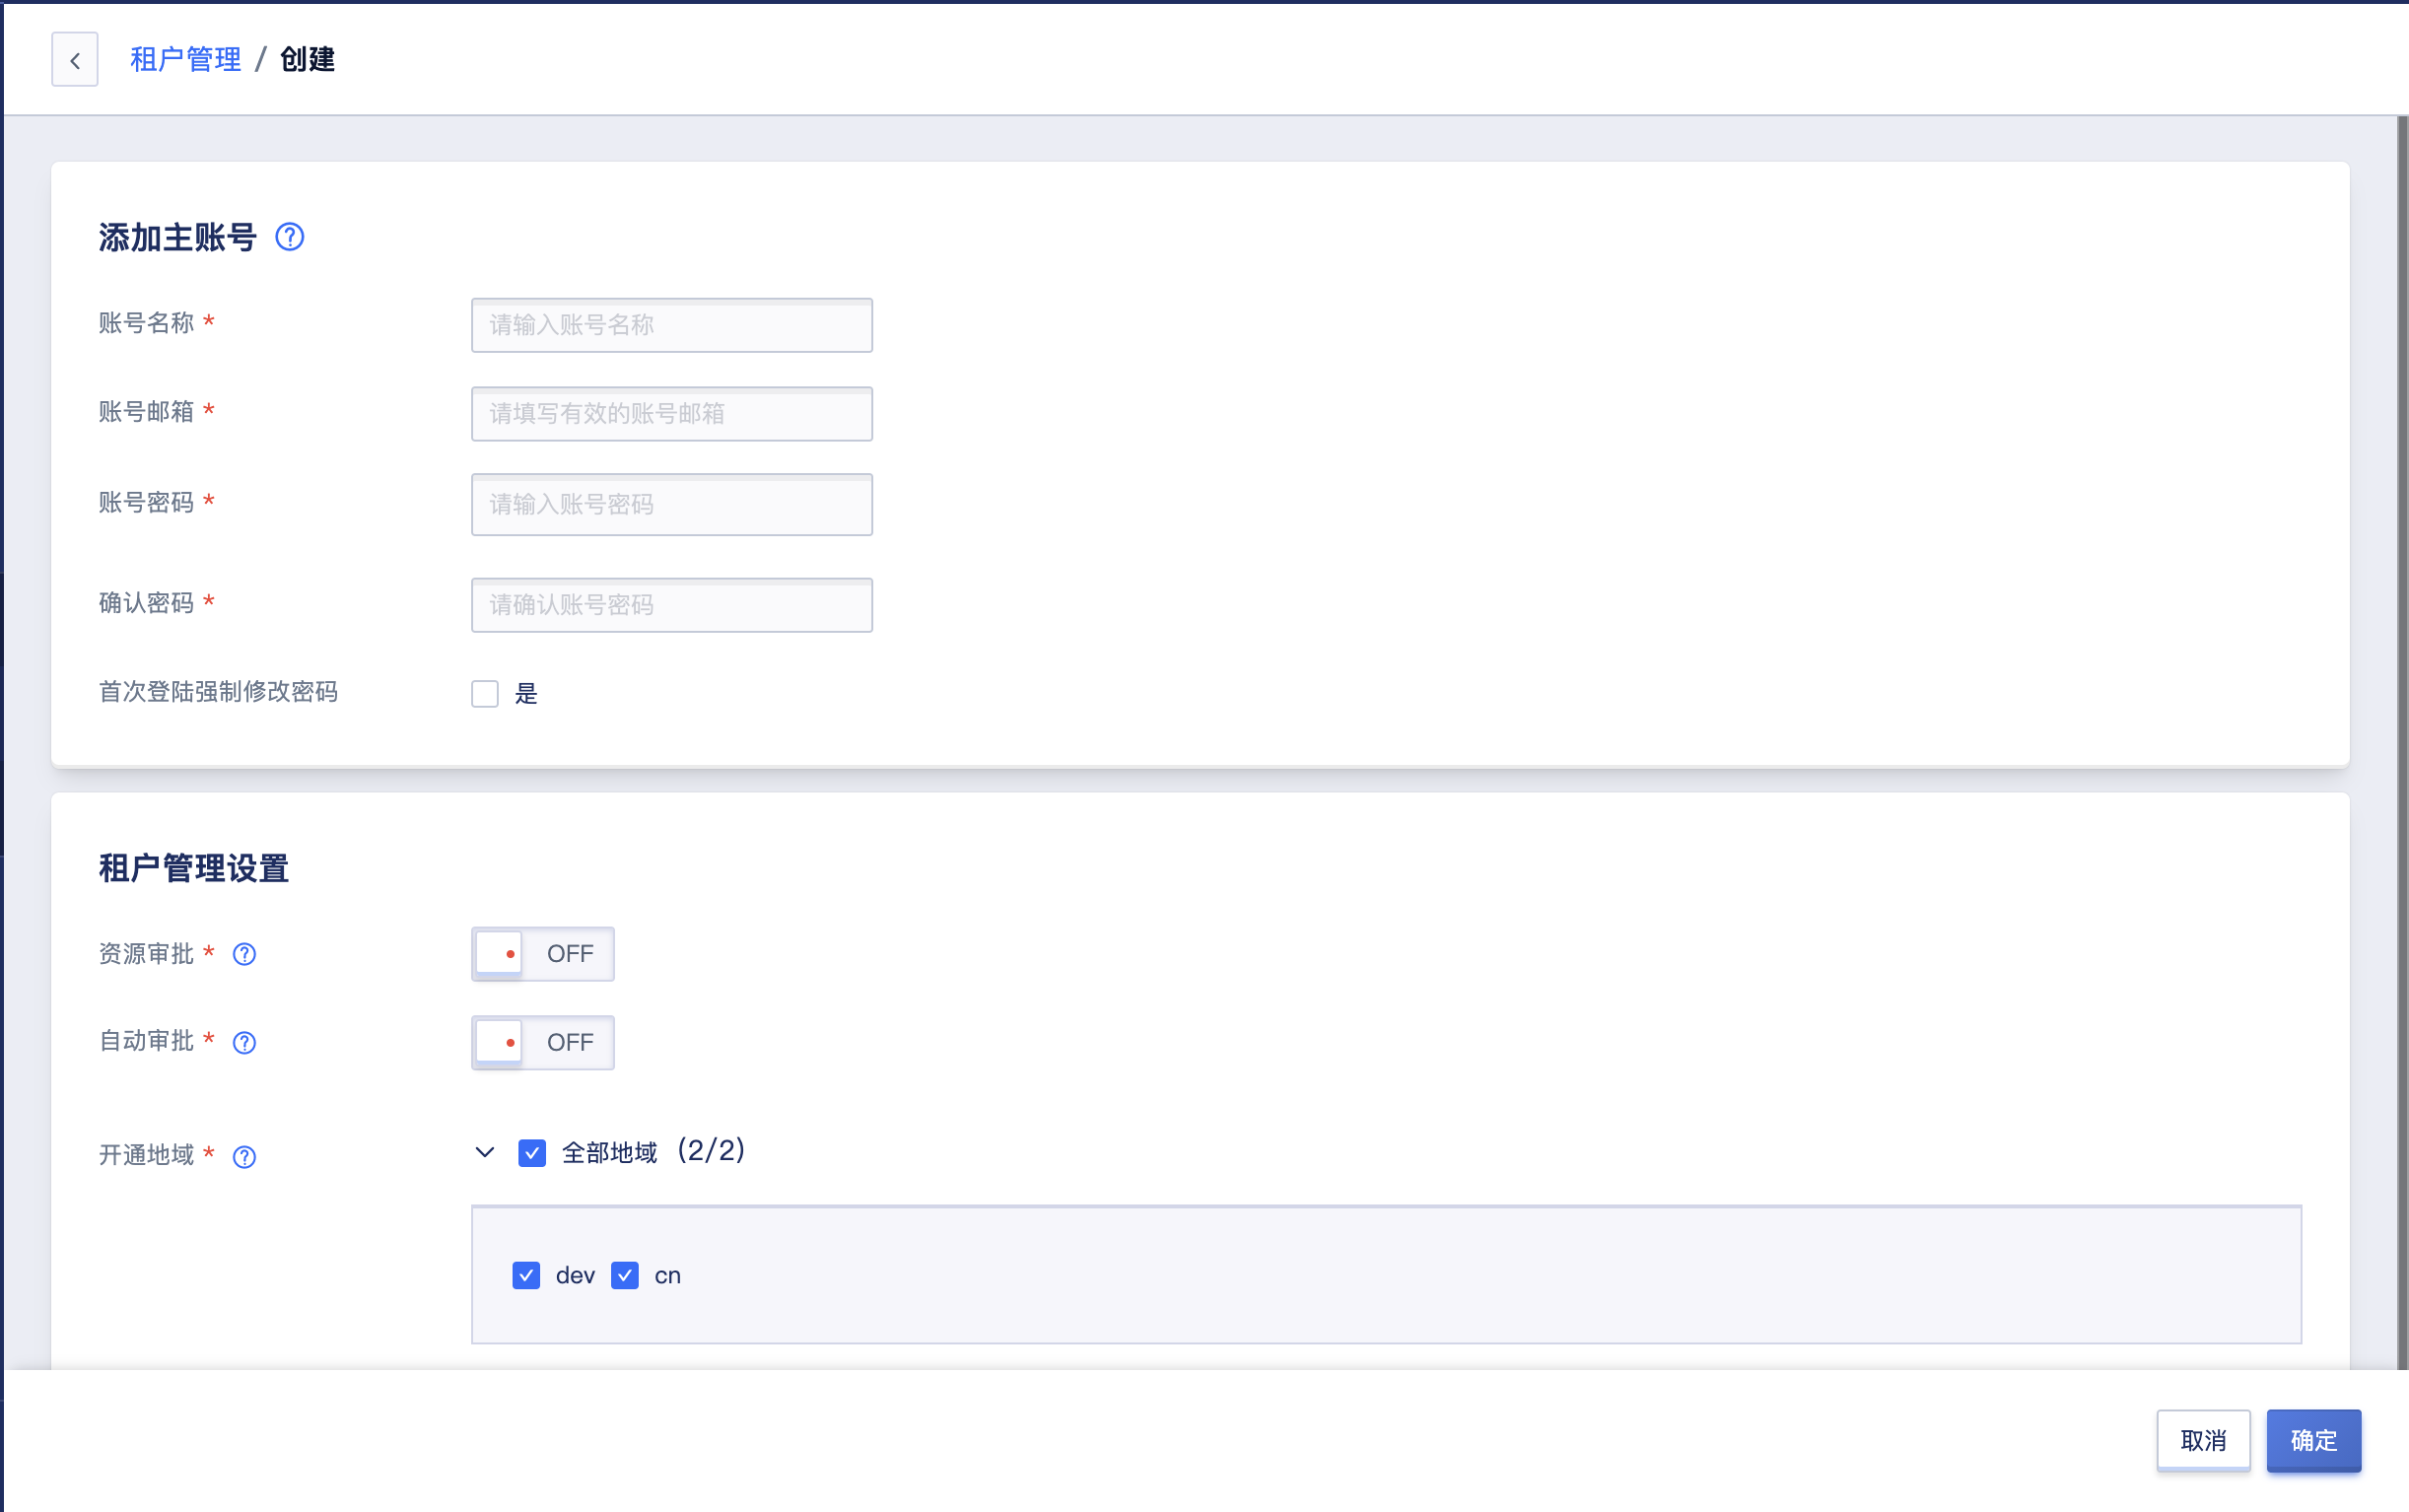 租户管理 / 创建
添加主账号
账号名称 * 请输入账号名称
账号邮箱 * 请填写有效的账号邮箱
账号密码 * 请输入账号密码
确认密码 * 请确认账号密码
首次登陆强制修改密码 是
租户管理设置
资源审批 * OFF
自动审批 * OFF
开通地域 * 全部地域 (2/2)
dev cn
取消 确定